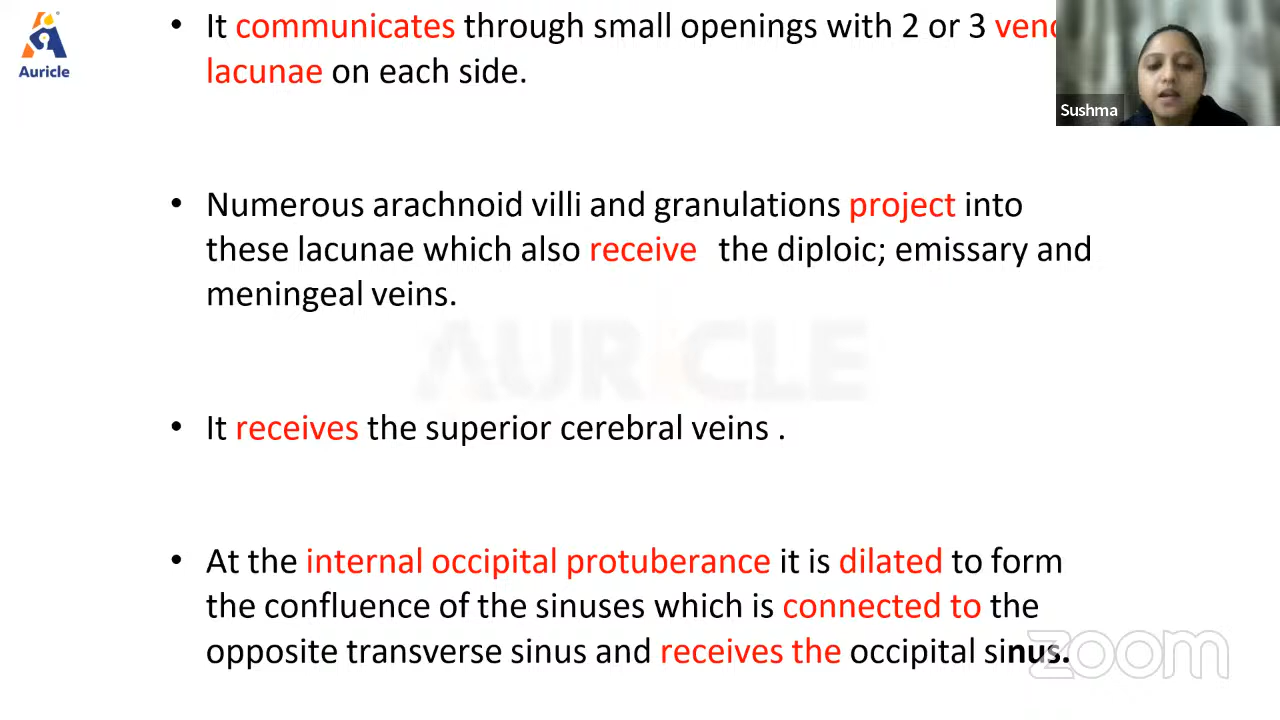 Auricle
• It communicates through small openings with 2 or 3
lacunae on each side.
Sushma
• Numerous arachnoid villi and granulations project into
these lacunae which also receive the diploic; emissary and
meningeal veins.
AURICLE
• It receives the superior cerebral veins .
• At the internal occipital protuberance it is dilated to form
the confluence of the sinuses which is connected to the
opposite transverse sinus and receives the occipital sinus.
zoom